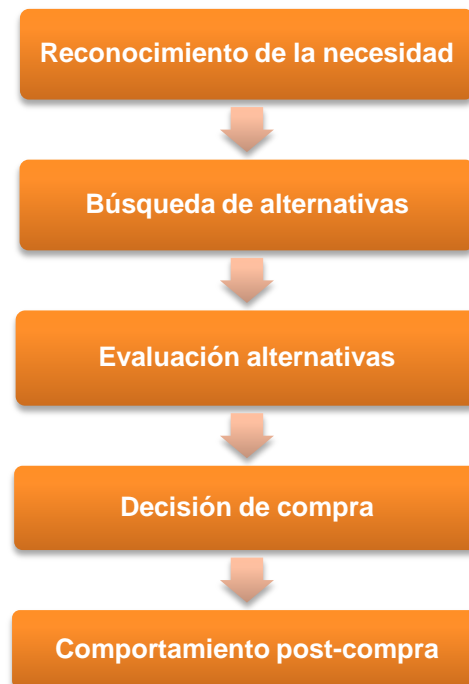 Reconocimiento de la necesidad
Búsqueda de alternativas
Evaluación alternativas
Decisión de compra
Comportamiento post-compra